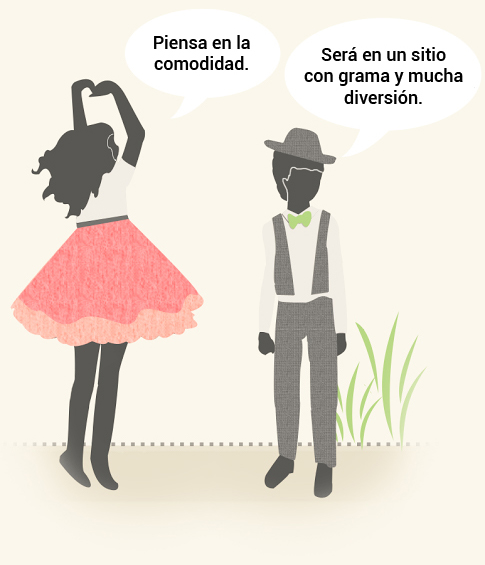 Piensa en la
comodidad.
Será en un sitio
con grama y mucha
diversión.